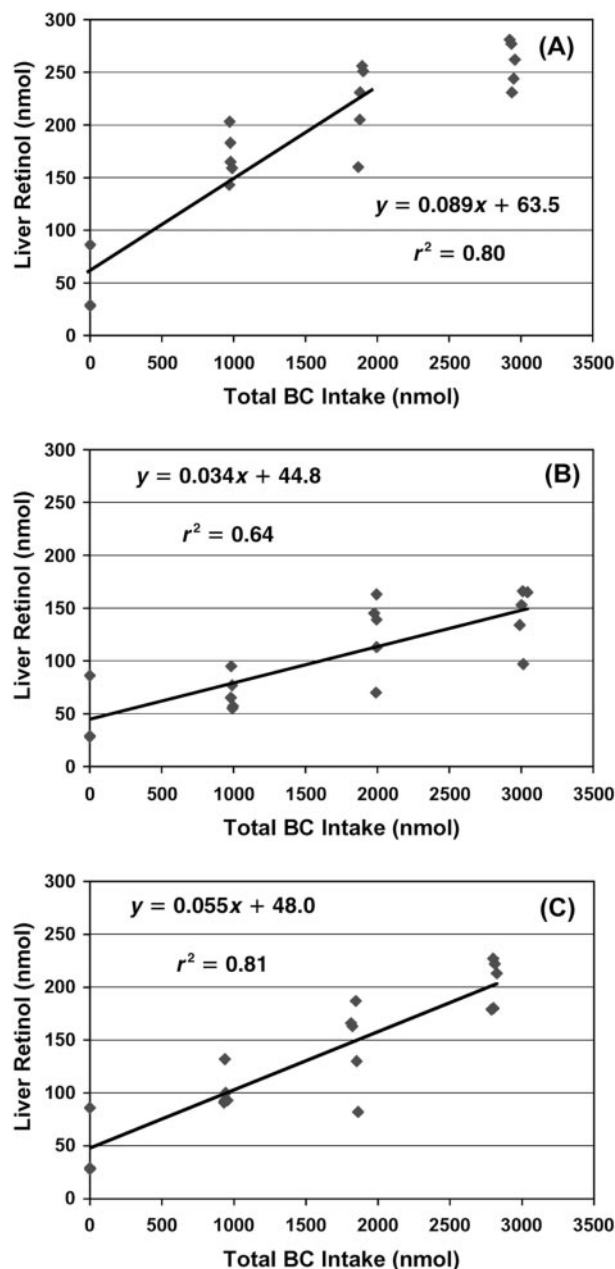 (A)
300
250
200
150
100
50
0
Liver Retinol (nmol)
y = 0.089x + 63.5
r² = 0.80
0 500 1000 1500 2000 2500 3000 3500
Total BC Intake (nmol)
(B)
y = 0.034x + 44.8
r² = 0.64
300
250
200
150
100
50
0
Liver Retinol (nmol)
0 500 1000 1500 2000 2500 3000 3500
Total BC Intake (nmol)
(C)
y = 0.055x + 48.0
r² = 0.81
300
250
200
150
100
50
0
Liver Retinol (nmol)
0 500 1000 1500 2000 2500 3000 3500
Total BC Intake (nmol)